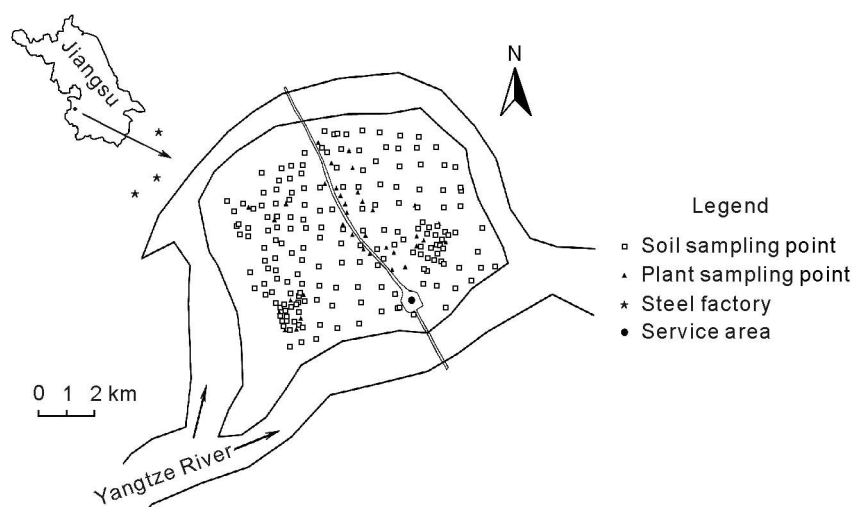 Jiangsu
N
Legend
Soil sampling point
Plant sampling point
Steel factory
Service area
0 1 2 km
Yangtze River